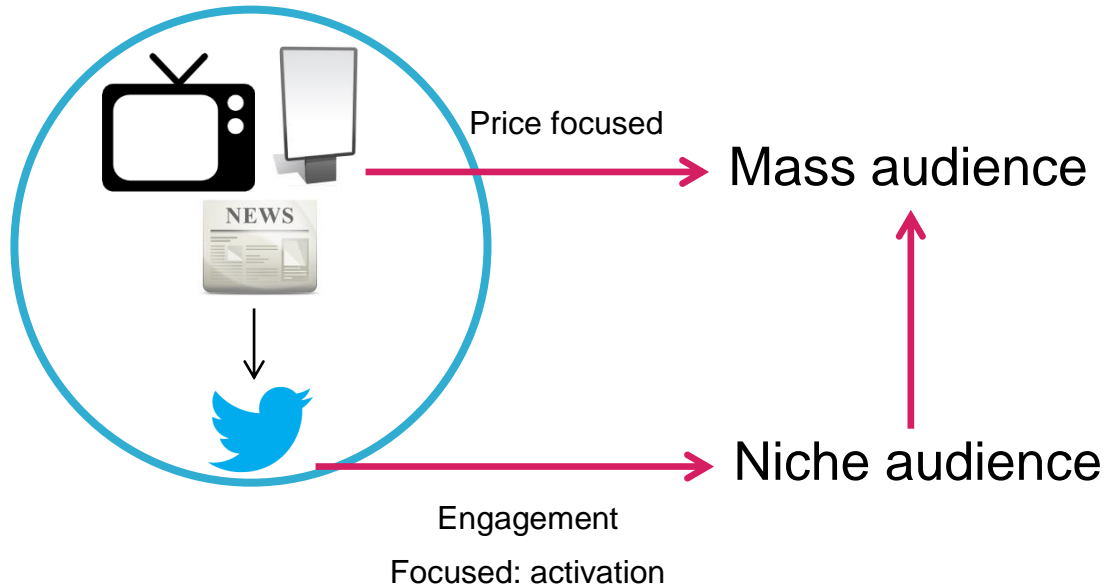 Price focused
Mass audience
NEWS
Niche audience
Engagement
Focused: activation